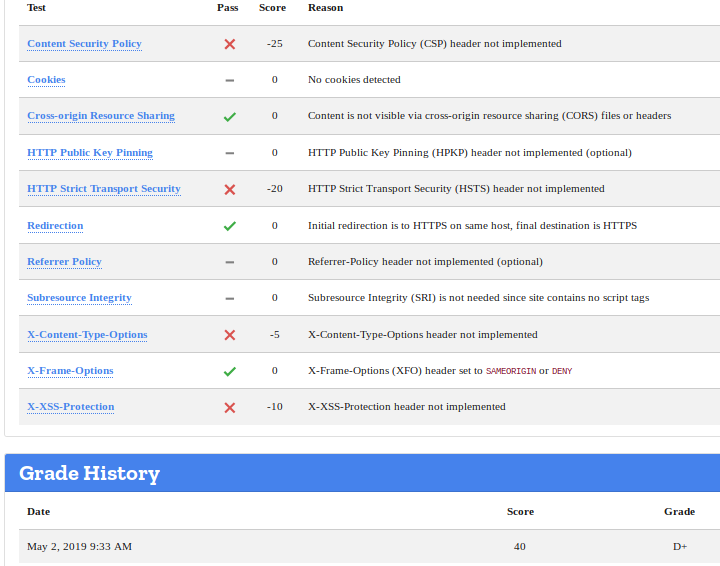 Test Pass Score Reason
Content Security Policy -25 Content Security Policy (CSP) header not implemented
Cookies 0 No cookies detected
Cross-origin Resource Sharing 0 Content is not visible via cross-origin resource sharing (CORS) files or headers
HTTP Public Key Pinning 0 HTTP Public Key Pinning (HPKP) header not implemented (optional)
HTTP Strict Transport Security -20 HTTP Strict Transport Security (HSTS) header not implemented
Redirection 0 Initial redirection is to HTTPS on same host, final destination is HTTPS
Referrer Policy 0 Referrer-Policy header not implemented (optional)
Subresource Integrity 0 Subresource Integrity (SRI) is not needed since site contains no script tags
X-Content-Type-Options -5 X-Content-Type-Options header not implemented
X-Frame-Options 0 X-Frame-Options (XFO) header set to SAMEORIGIN or DENY
X-XSS-Protection -10 X-XSS-Protection header not implemented
Grade History
Date Score Grade
May 2, 2019 9:33 AM 40 D+